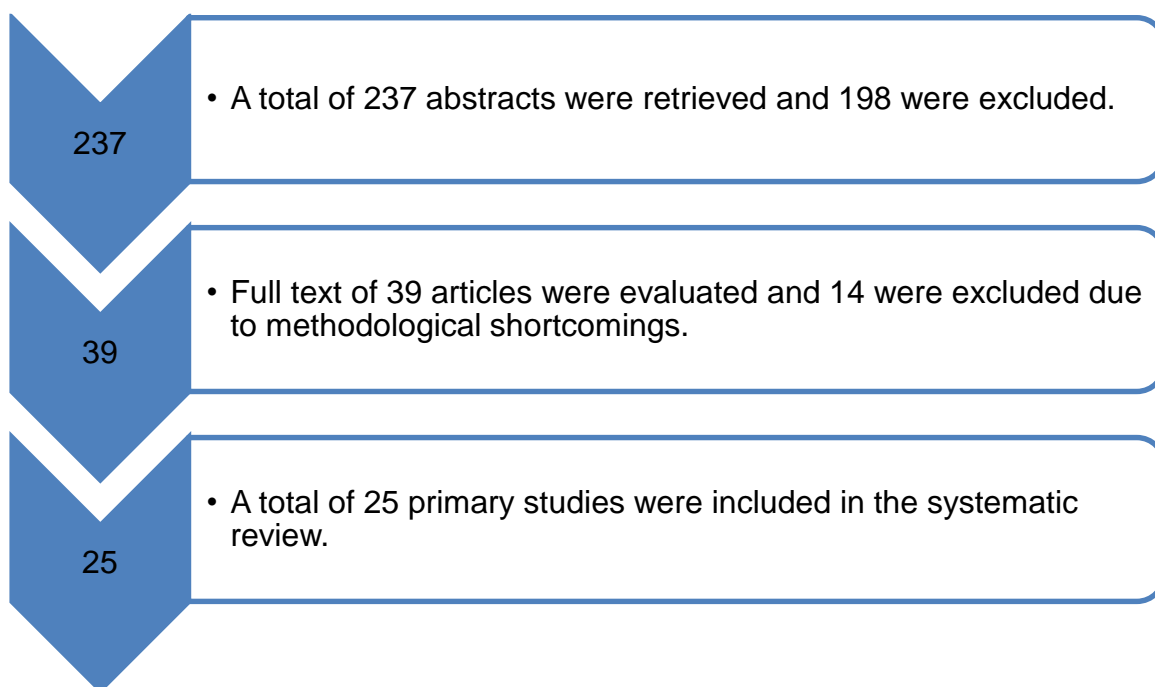 237
• A total of 237 abstracts were retrieved and 198 were excluded.
39
• Full text of 39 articles were evaluated and 14 were excluded due
to methodological shortcomings.
25
• A total of 25 primary studies were included in the systematic
review.